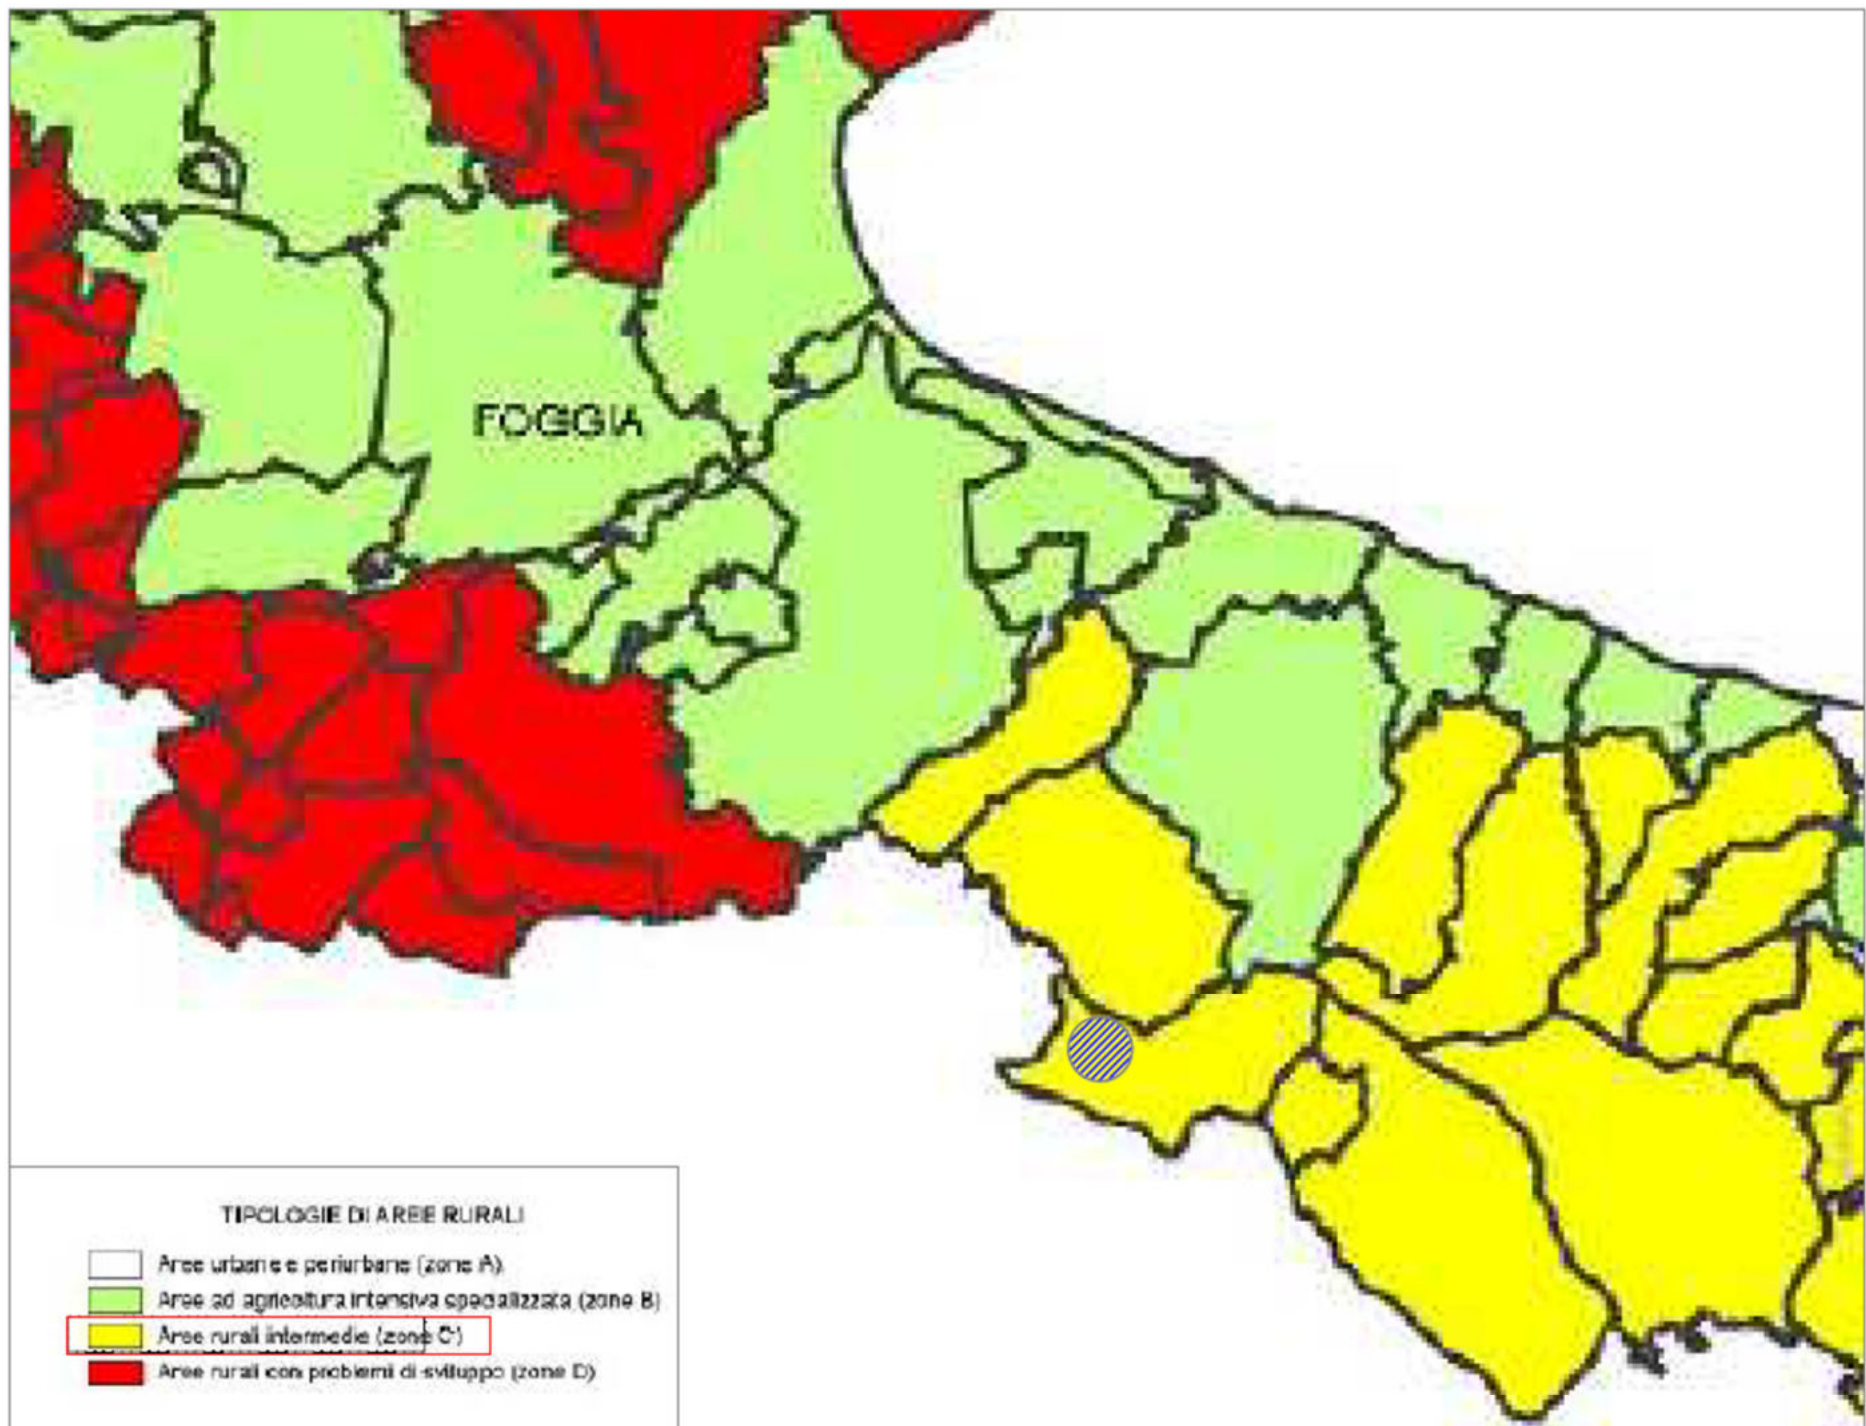 FOGGIA
TIPOLOGIE DI AREE RURALI
Aree urbane e periurbane (zone A)
Aree ad agricoltura intensiva specializzata (zone B)
Aree rurali intermedie (zone C)
Aree rurali con problemi di sviluppo (zone D)